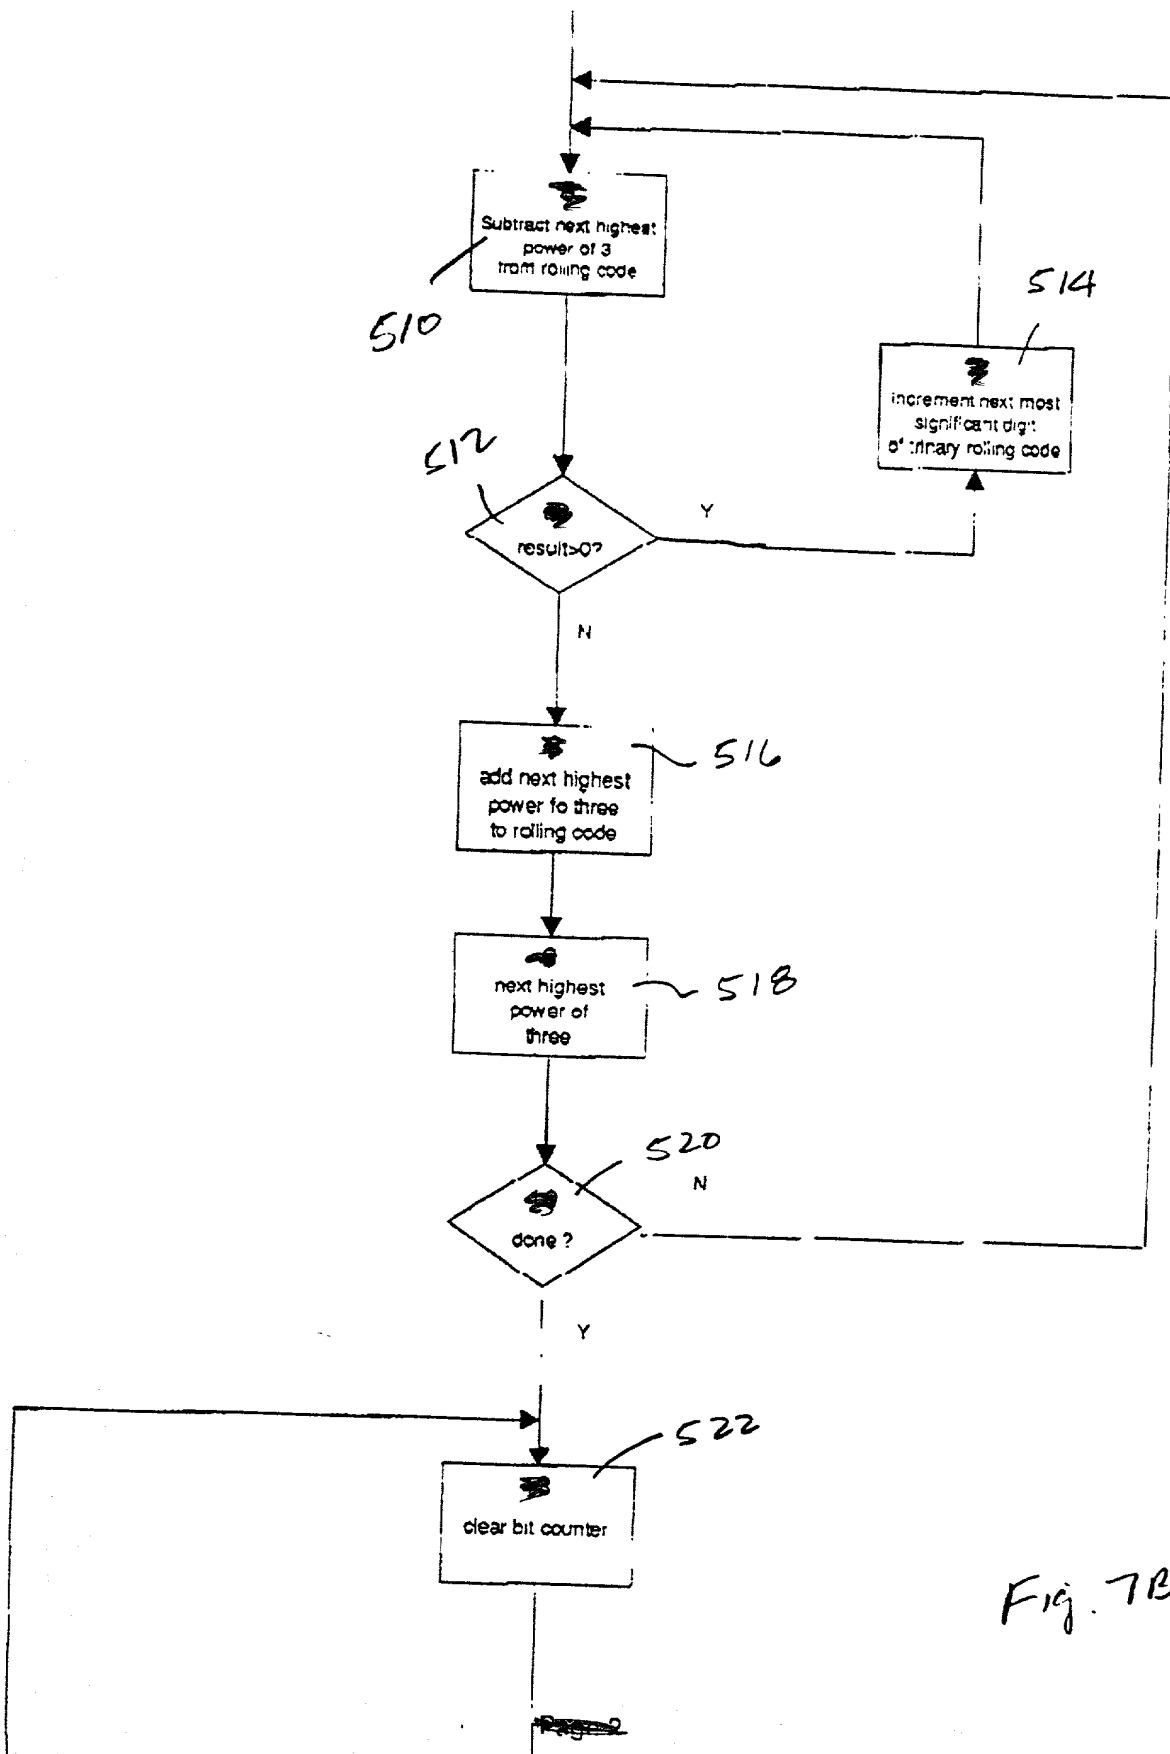 Subtract next highest
power of 3
from rolling code
510
514
increment next most
significant digit
of trinary rolling code
512
result>0?
Y
N
add next highest
power fo three
to rolling code
516
next highest
power of
three
518
520
done ?
N
Y
522
clear bit counter
Fig. 7B
Page 2